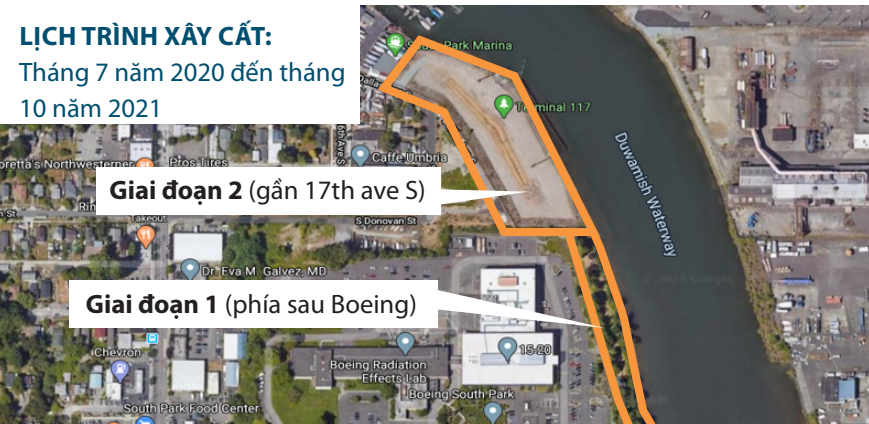 LỊCH TRÌNH XÂY CẤT:
Tháng 7 năm 2020 đến tháng
10 năm 2021
South Park Marina
Terminal 117
Duwamish Waterway
Caffe Umbria
Pros Tires
oretta's Northwesterner
Giai đoạn 2 (gần 17th ave S)
S Donovan St
Takeout
Dr. Eva M. Galvez, MD
© 2020 Google
Giai đoạn 1 (phía sau Boeing)
Chevron
15-20
Boeing Radiation
Effects Lab
Boeing South Park
South Park Food Center